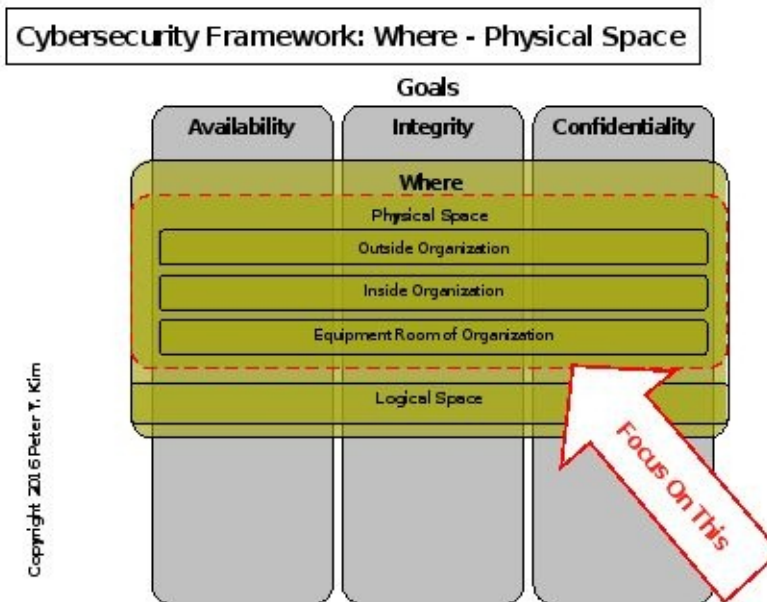 Cybersecurity Framework: Where - Physical Space
Goals
Availability
Integrity
Confidentiality
Where
Physical Space
Outside Organization
Inside Organization
Equipment Room of Organization
Logical Space
Focus On This
Copyright 2016 Peter T. Kim